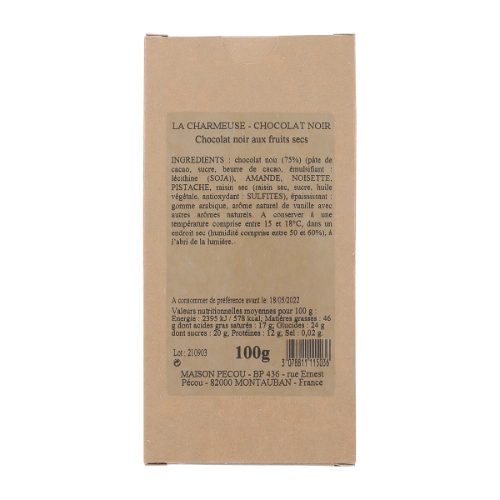 LA CHARMEUSE - CHOCOLAT NOIR
Chocolat noir aux fruits secs
INGREDIENTS : chocolat noir (75%) (pâte de
cacao, sucre, beurre de cacao, émulsifiant :
lécithine (SOJA)), AMANDE, NOISETTE,
PISTACHE, raisin sec (raisin sec, sucre, huile
végétale, antioxydant : SULFITES), épaississant :
gomme arabique, arôme naturel de vanille avec
autres arômes naturels. A conserver à une
température comprise entre 15 et 18°C, dans un
endroit sec (humidité comprise entre 50 et 60%), à
l'abri de la lumière..
A consommer de préférence avant le: 18/05/2022
Valeurs nutritionnelles moyennes pour 100 g :
Energie : 2395 kJ / 578 kcal; Matières grasses : 46
g dont acides gras saturés : 17 g; Glucides : 24 g
dont sucres : 20 g; Protéines : 12 g; Sel : 0,02 g.
Lot : 210903
100g
3 078811 115036
e
MAISON PECOU - BP 436 - rue Ernest
Pécou - 82000 MONTAUBAN - France